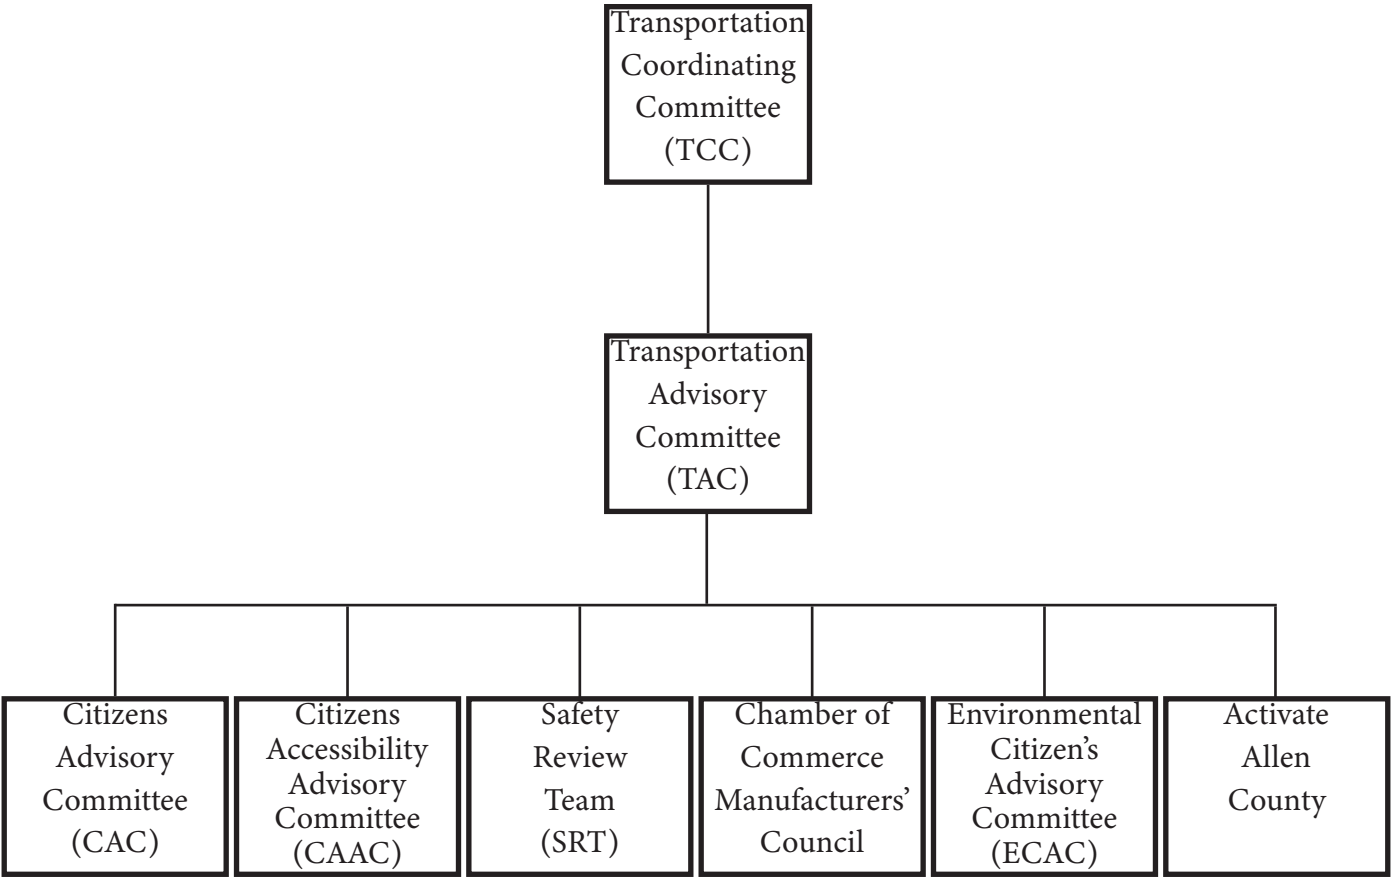 Transportation
Coordinating
Committee
(TCC)
Transportation
Advisory
Committee
(TAC)
Citizens
Advisory
Committee
(CAC)
Citizens
Accessibility
Advisory
Committee
(CAAC)
Safety
Review
Team
(SRT)
Chamber of
Commerce
Manufacturers’
Council
Environmental
Citizen’s
Advisory
Committee
(ECAC)
Activate
Allen
County